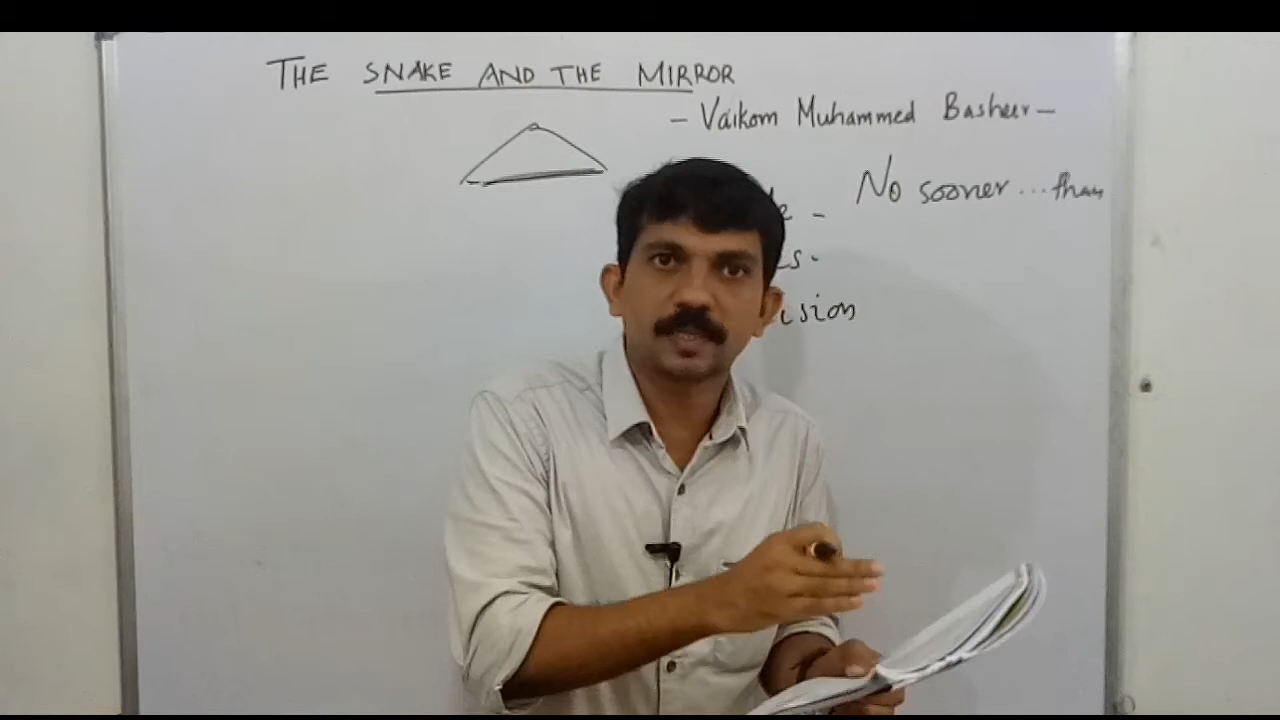 THE SNAKE AND THE MIRROR
- Vaikom Muhammed Basheer -
No sooner ... than